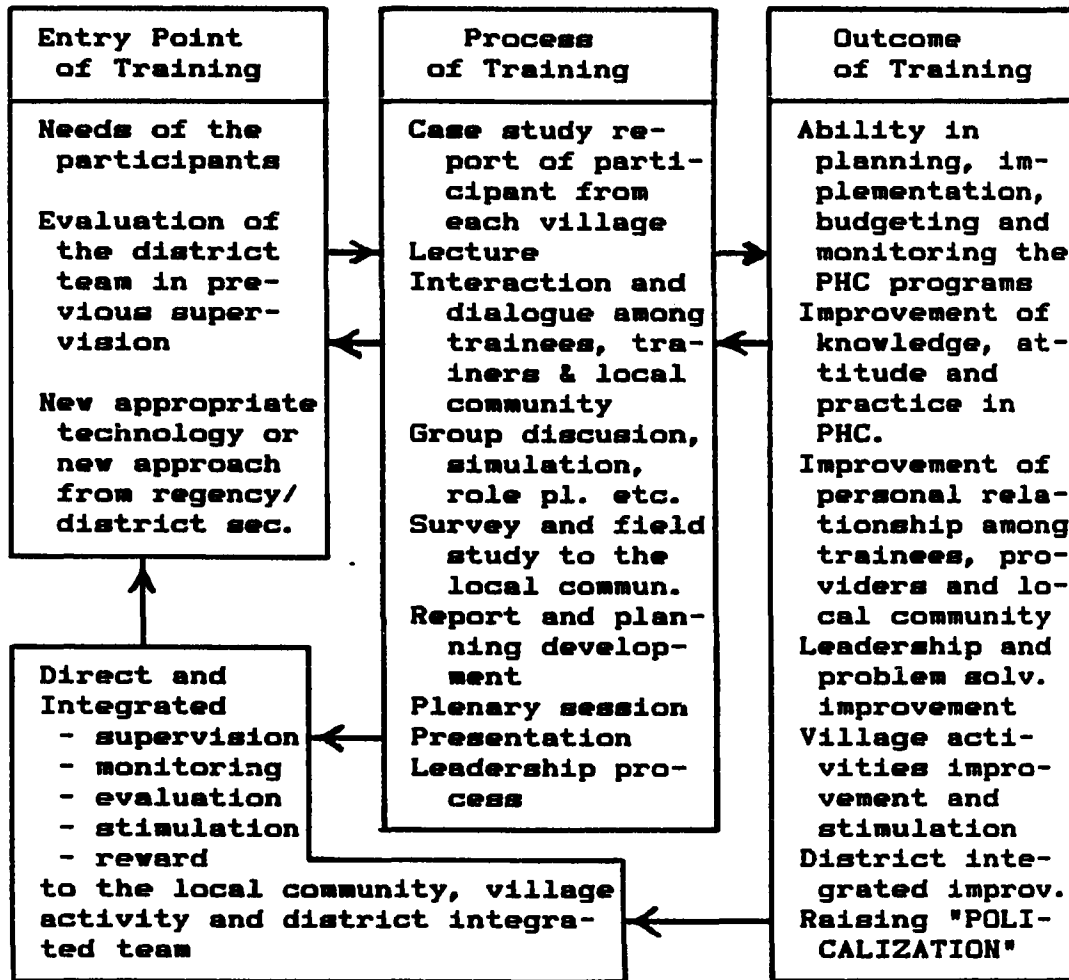 Entry Point
of Training
Needs of the
participants
Evaluation of
the district
team in pre-
vious super-
vision
New appropriate
technology or
new approach
from regency/
district sec.
Process
of Training
Case study re-
port of parti-
cipant from
each village
Lecture
Interaction and
dialogue among
trainees, tra-
iners & local
community
Group discusion,
simulation,
role pl. etc.
Survey and field
study to the
local commun.
Report and plan-
ning develop-
ment
Plenary session
Presentation
Leadership pro-
cess
Outcome
of Training
Ability in
planning, im-
plementation,
budgeting and
monitoring the
PHC programs
Improvement of
knowledge, at-
titude and
practice in
PHC.
Improvement of
personal rela-
tionship among
trainees, pro-
viders and lo-
cal community
Leadership and
problem solv.
improvement
Village acti-
vities impro-
vement and
stimulation
District inte-
grated improv.
Raising "POLI-
CALIZATION"
Direct and
Integrated
- supervision
- monitoring
- evaluation
- stimulation
- reward
to the local community, village
activity and district integra-
ted team